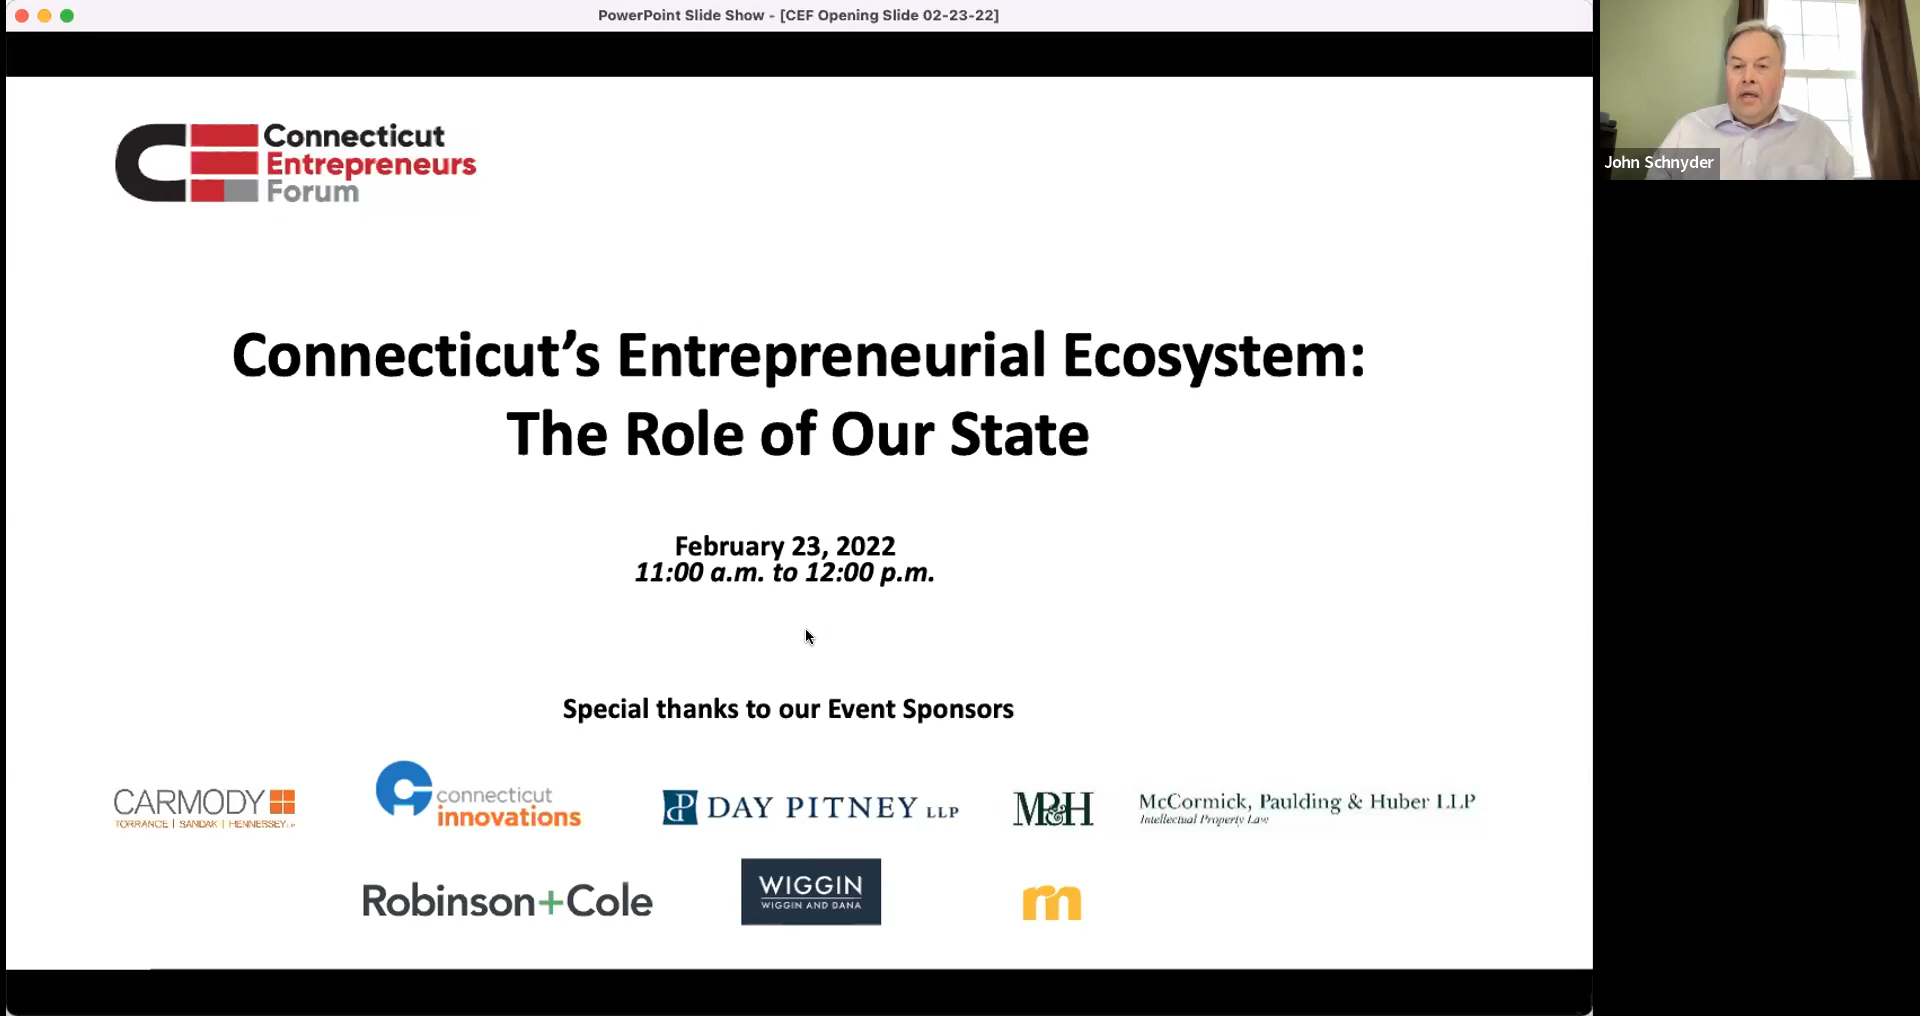 PowerPoint Slide Show - [CEF Opening Slide 02-23-22]
John Schnyder
CE Connecticut
Entrepreneurs
Forum
Connecticut's Entrepreneurial Ecosystem:
The Role of Our State
February 23, 2022
11:00 a.m. to 12:00 p.m.
Special thanks to our Event Sponsors
CARMODY
TORRANCE | SANDAK | HENNESSEY LLP
connecticut
innovations
DAY PITNEY LLP
MP&H
McCormick, Paulding & Huber LLP
Intellectual Property Law
Robinson+Cole
WIGGIN
WIGGIN AND DANA
m